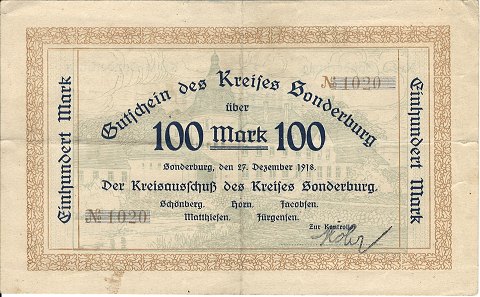 № 1020
Gutschein des Kreises Sonderburg
über
100 Mark 100
Sonderburg, den 27. Dezember 1918.
Der Kreisausschuß des Kreises Sonderburg.
Schönberg. Horn. Jacobsen.
Matthiesen. Jürgensen.
Zur Kontrolle
№ 1020
Einhundert Mark
Einhundert Mark